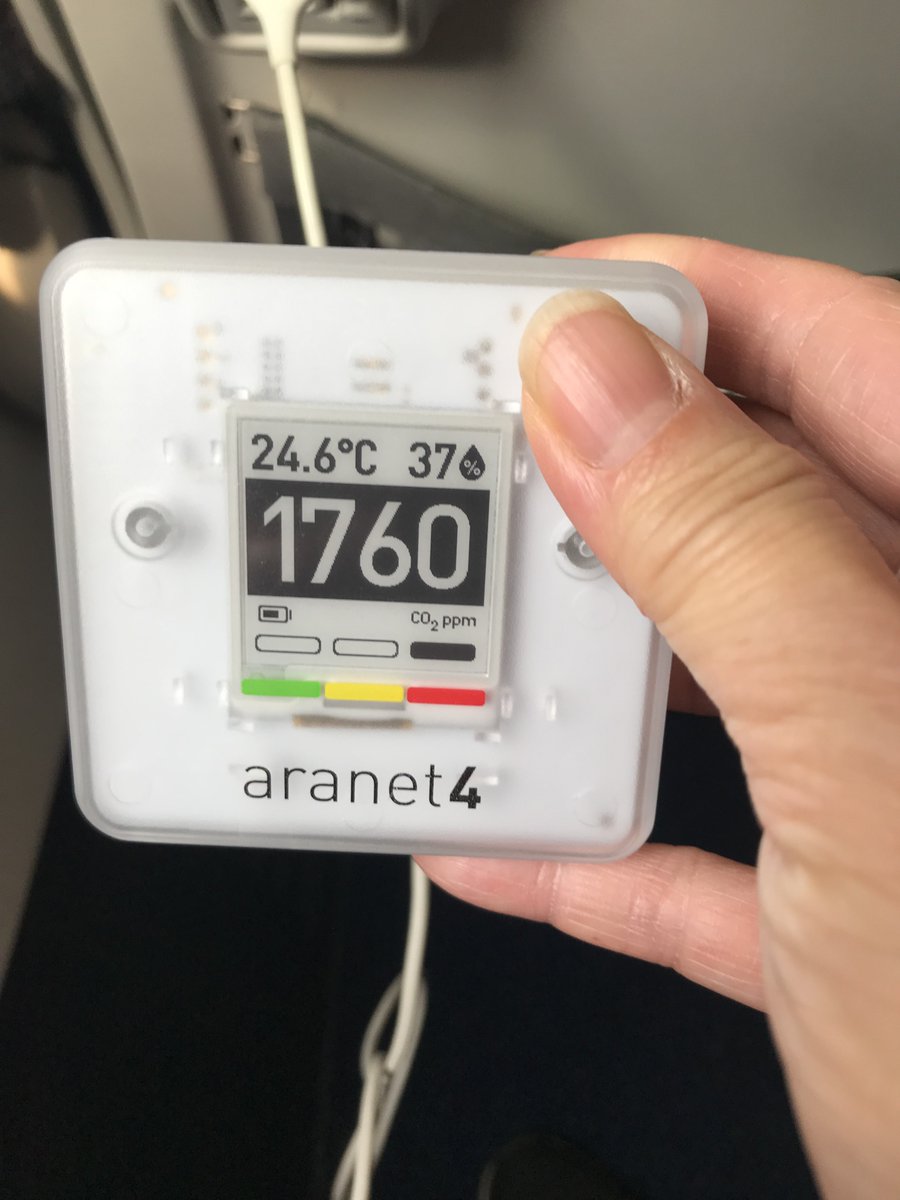 24.6°C 37%
1760
CO₂ ppm
aranet4